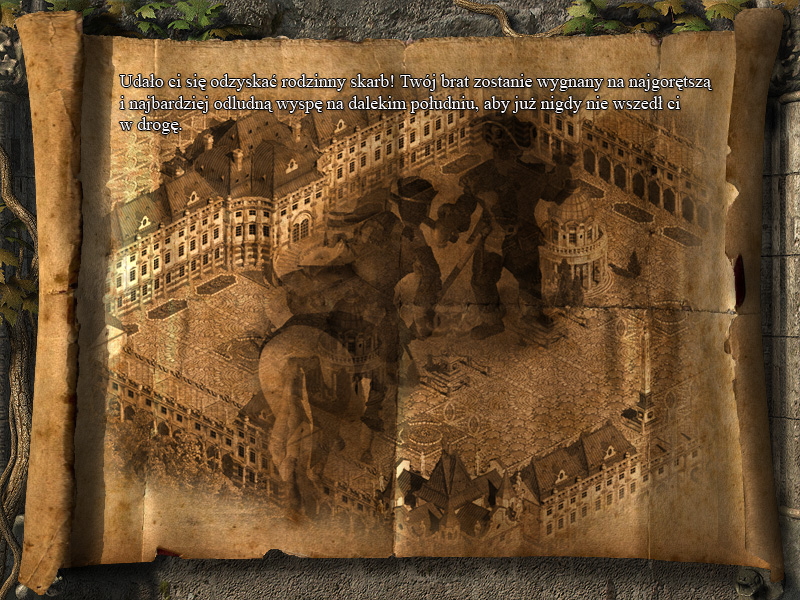 Udało ci się odzyskać rodzinny skarb! Twój brat zostanie wygnany na najgorętszą
i najbardziej odludną wyspę na dalekim południu, aby już nigdy nie wszedł ci
w drogę.